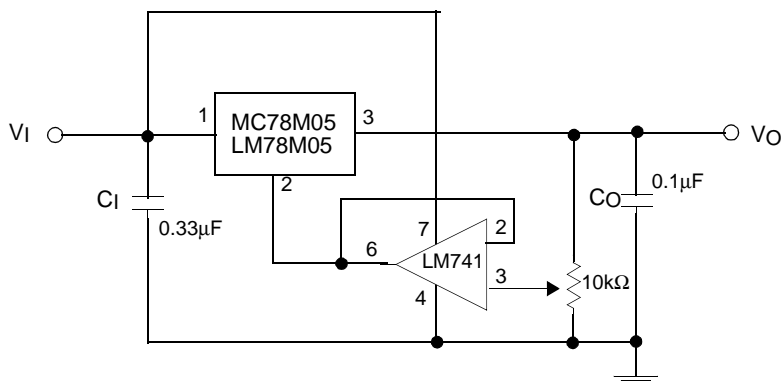 VI
1
MC78M05
LM78M05
3
VO
2
CI
0.33μF
7
2
6
LM741
3
4
10kΩ
CO
0.1μF